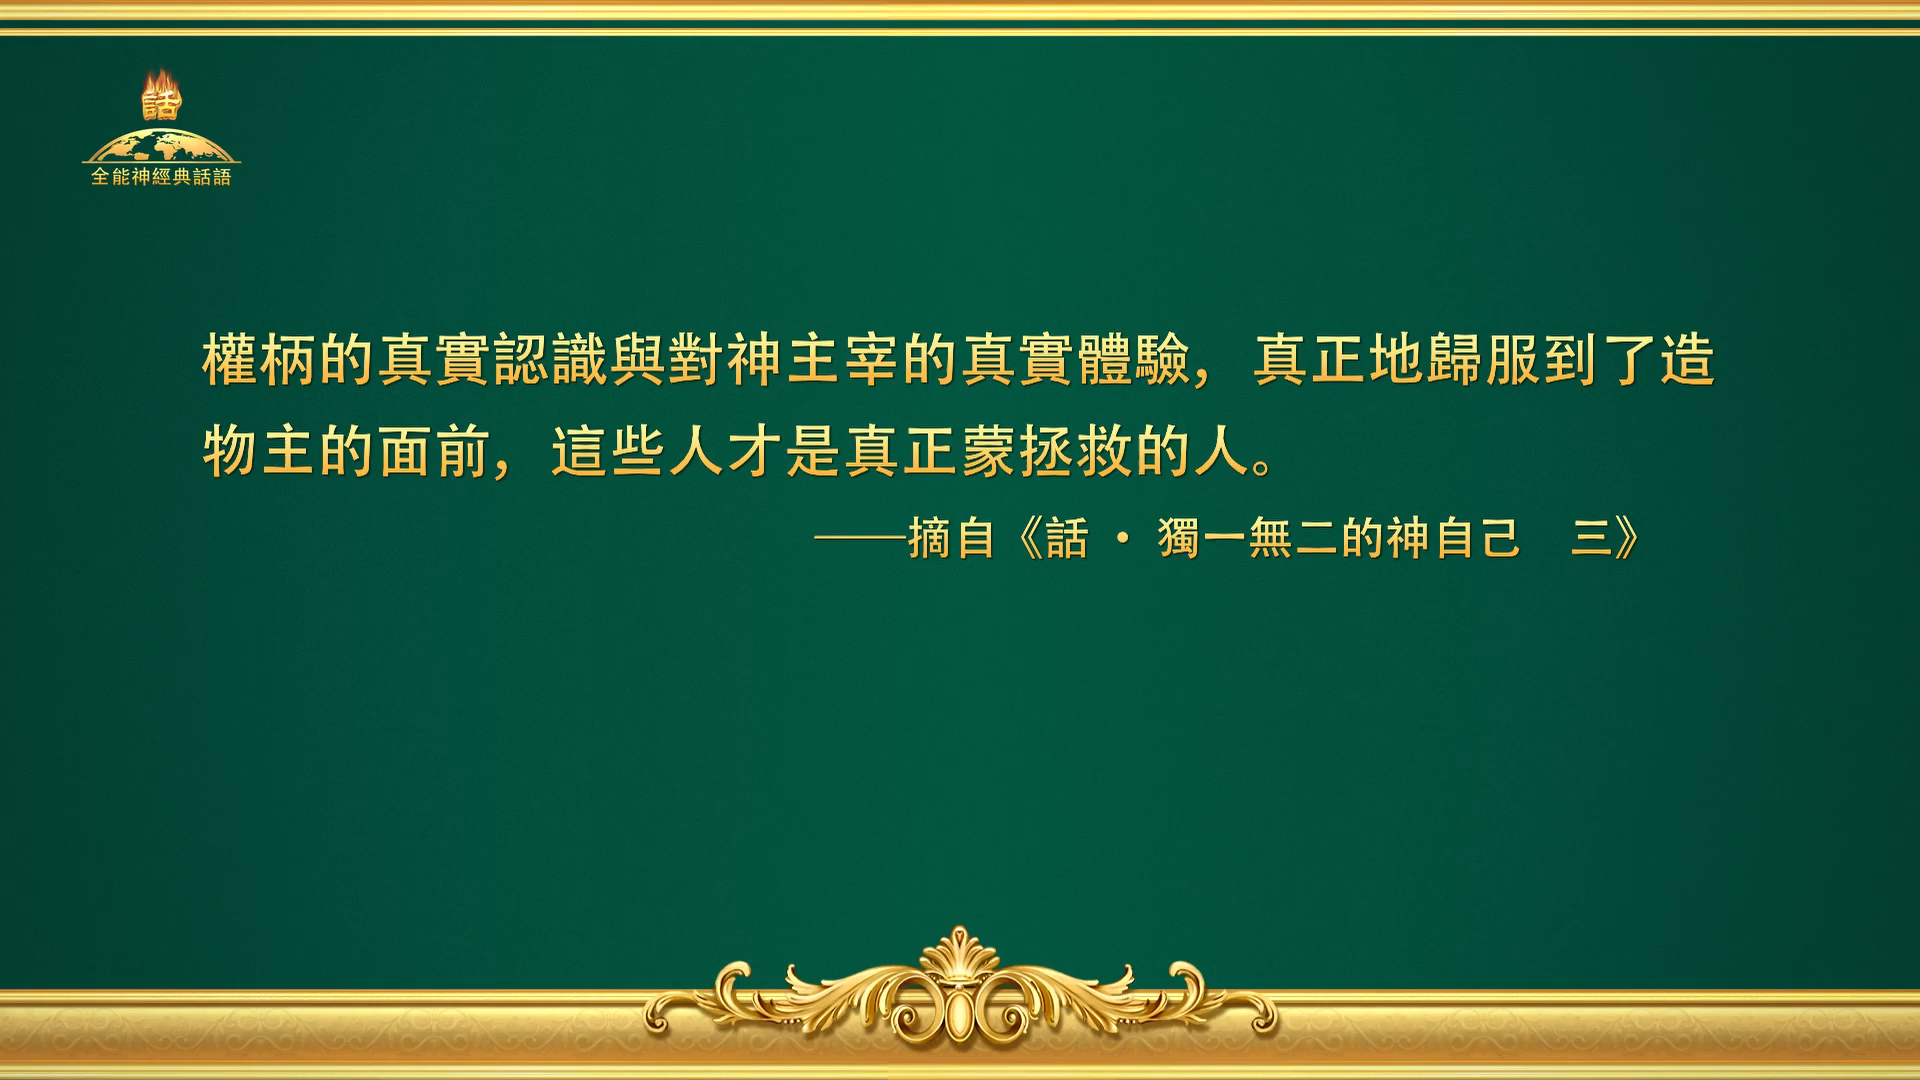 話
全能神經典話語
權柄的真實認識與對神主宰的真實體驗，真正地歸服到了造
物主的面前，這些人才是真正蒙拯救的人。
——摘自《話 · 獨一無二的神自己　三》